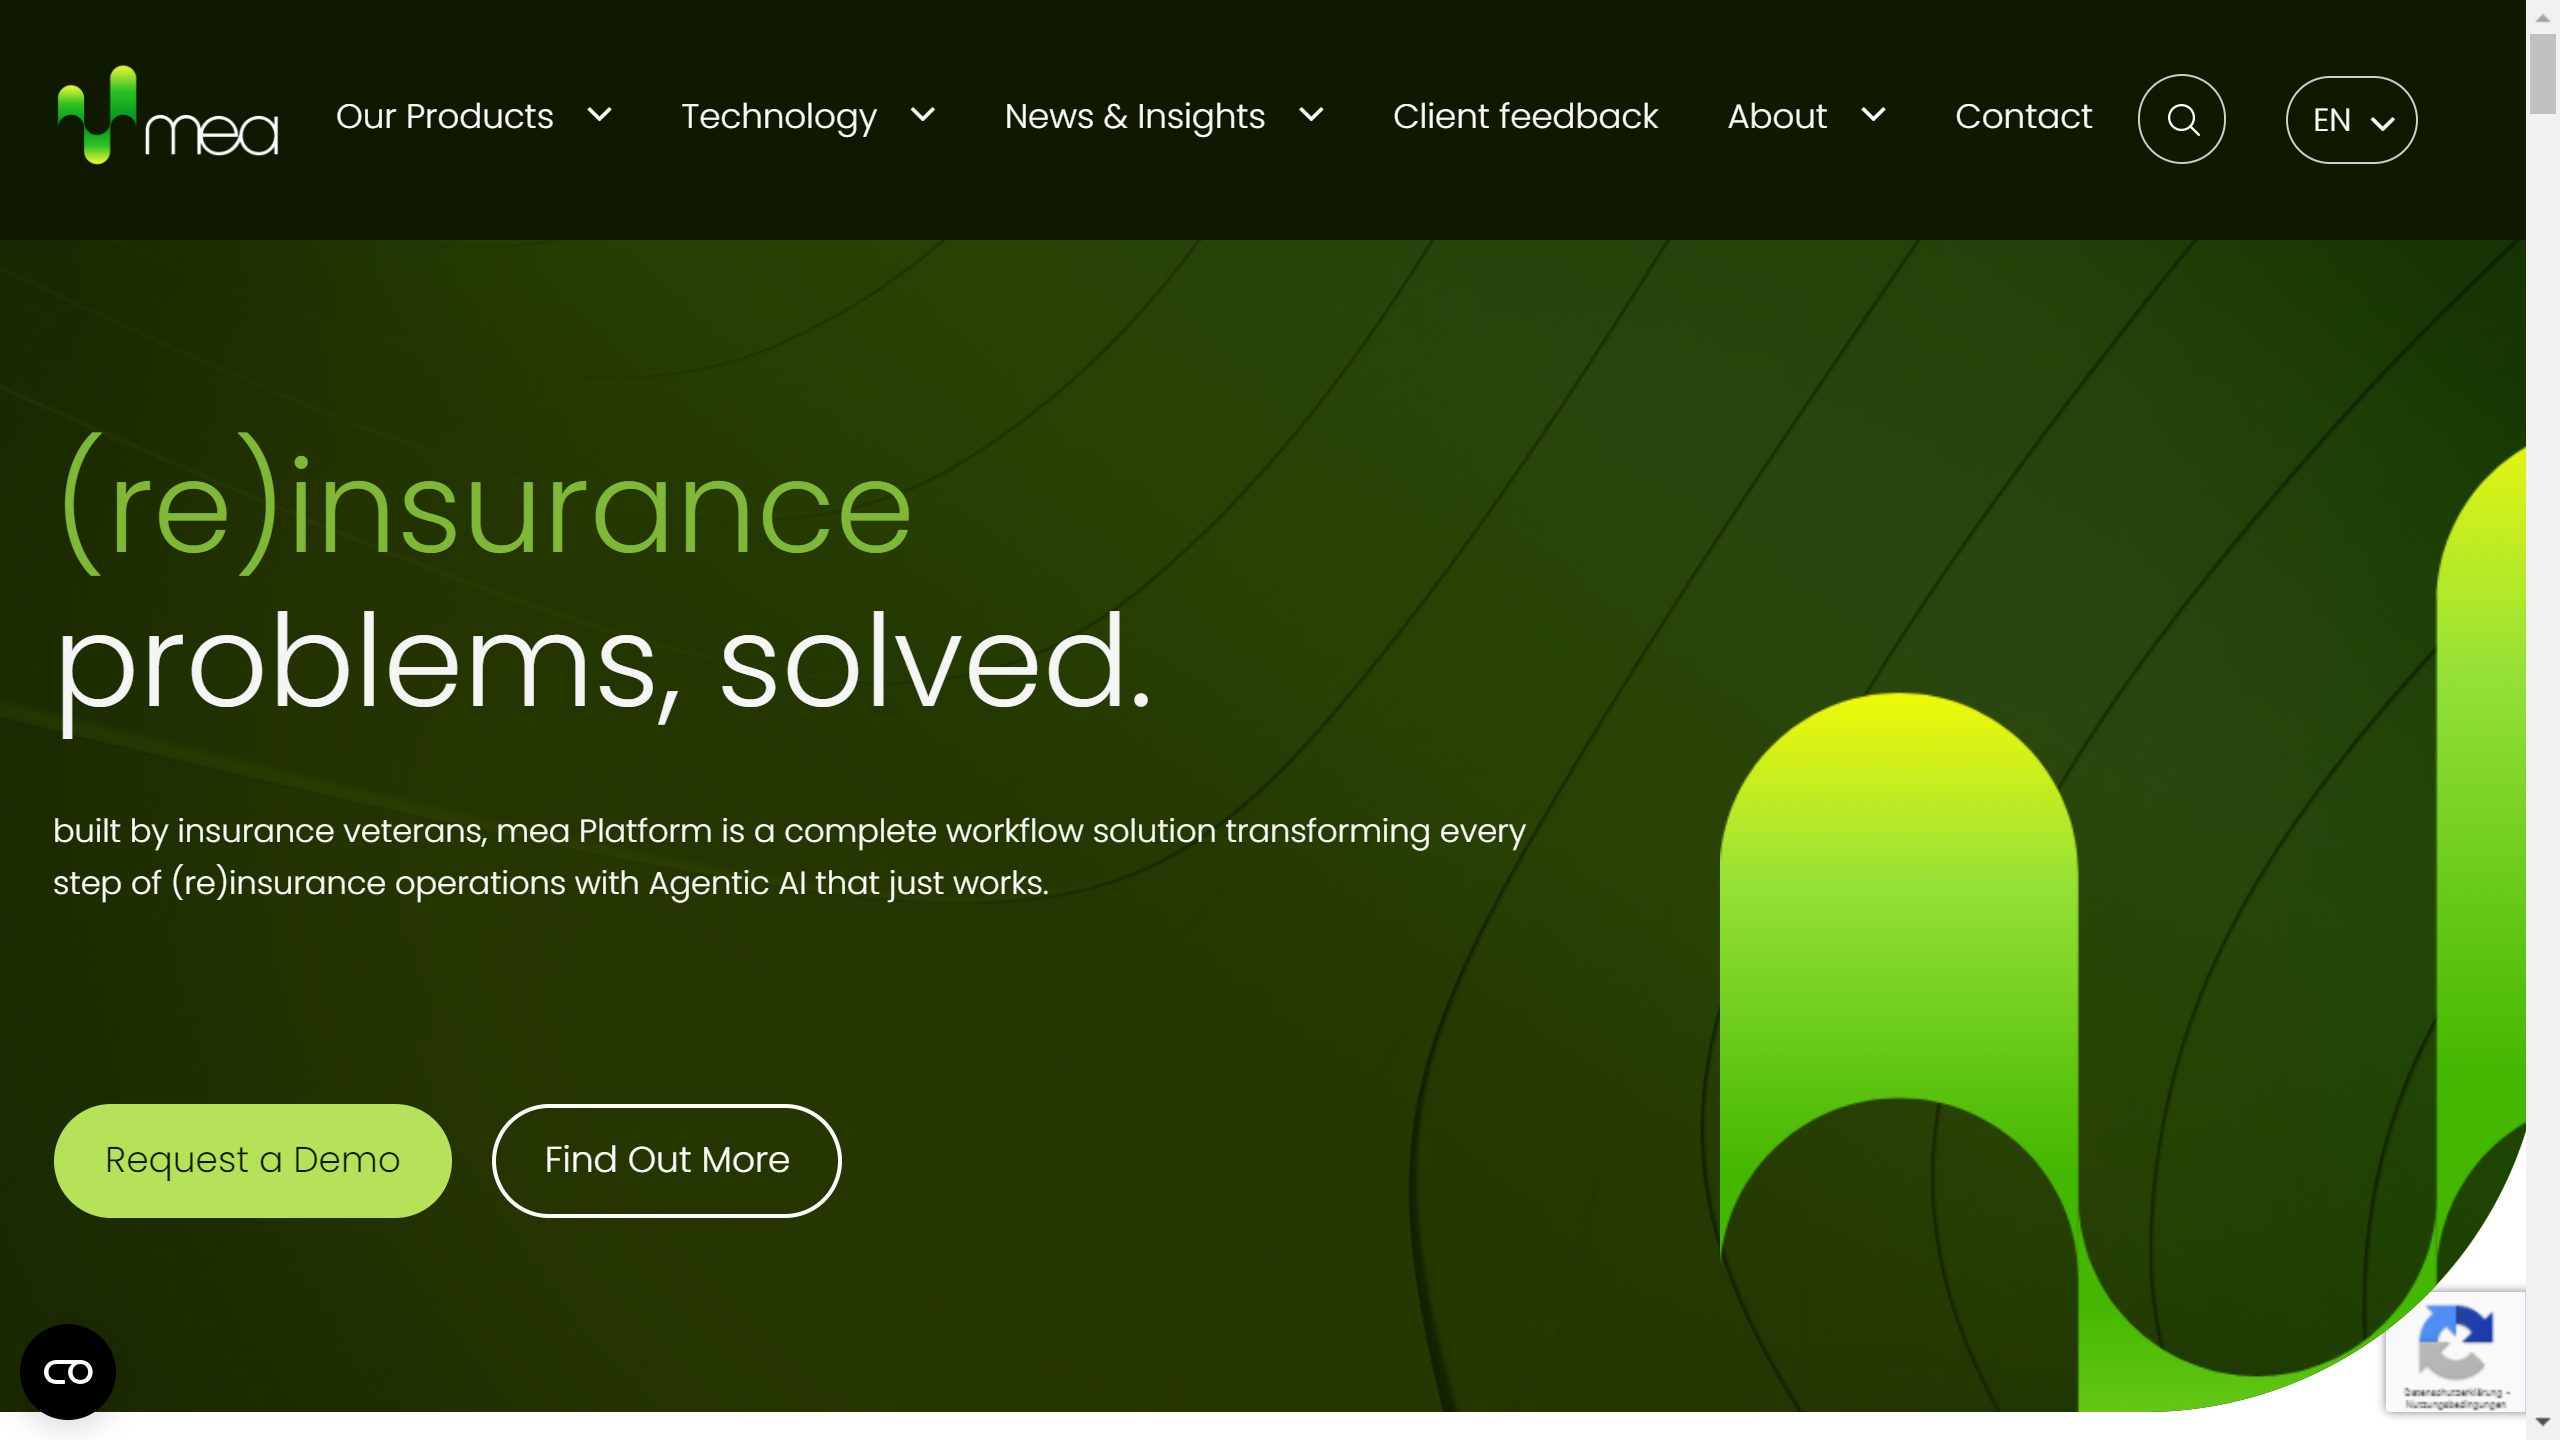 mea
Our Products
Technology
News & Insights
Client feedback
About
Contact
EN
(re)insurance
problems, solved.
built by insurance veterans, mea Platform is a complete workflow solution transforming every
step of (re)insurance operations with Agentic AI that just works.
Request a Demo
Find Out More
Datenschutzerklärung -
Nutzungsbedingungen